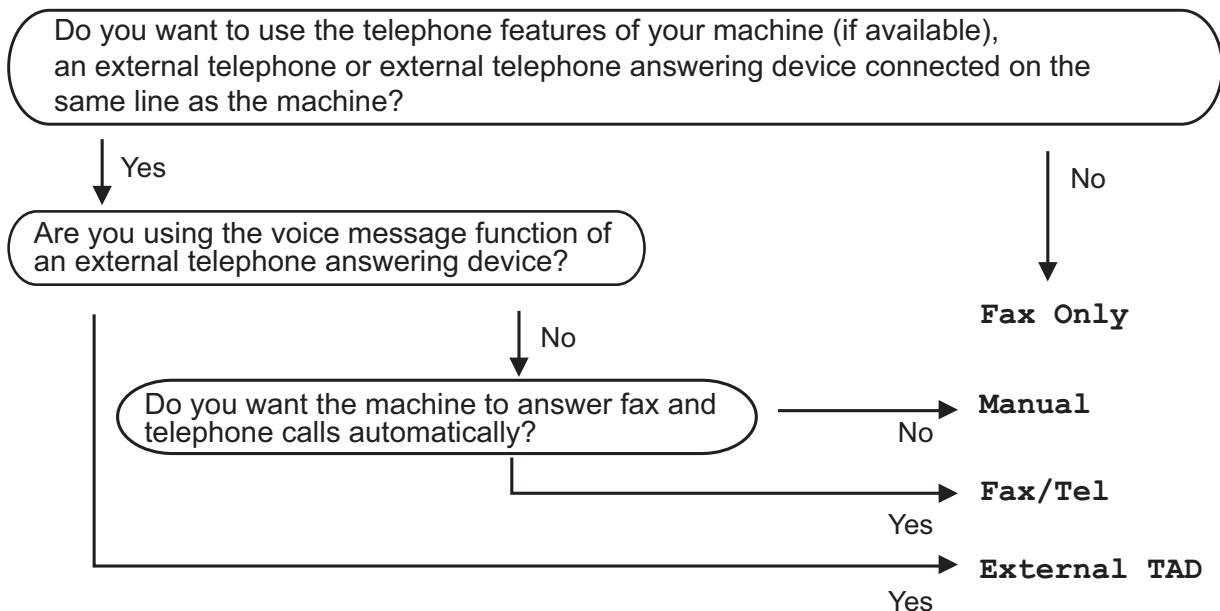 Do you want to use the telephone features of your machine (if available),
an external telephone or external telephone answering device connected on the
same line as the machine?
Yes
No
Are you using the voice message function of
an external telephone answering device?
Fax Only
No
Do you want the machine to answer fax and
telephone calls automatically?
Manual
No
Fax/Tel
Yes
External TAD
Yes